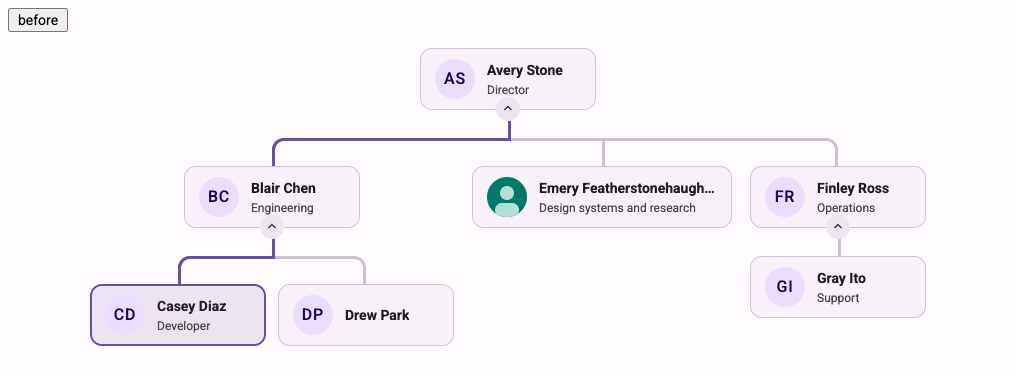 before
AS
Avery Stone
Director
BC
Blair Chen
Engineering
Emery Featherstonehaugh...
Design systems and research
FR
Finley Ross
Operations
CD
Casey Diaz
Developer
DP
Drew Park
GI
Gray Ito
Support